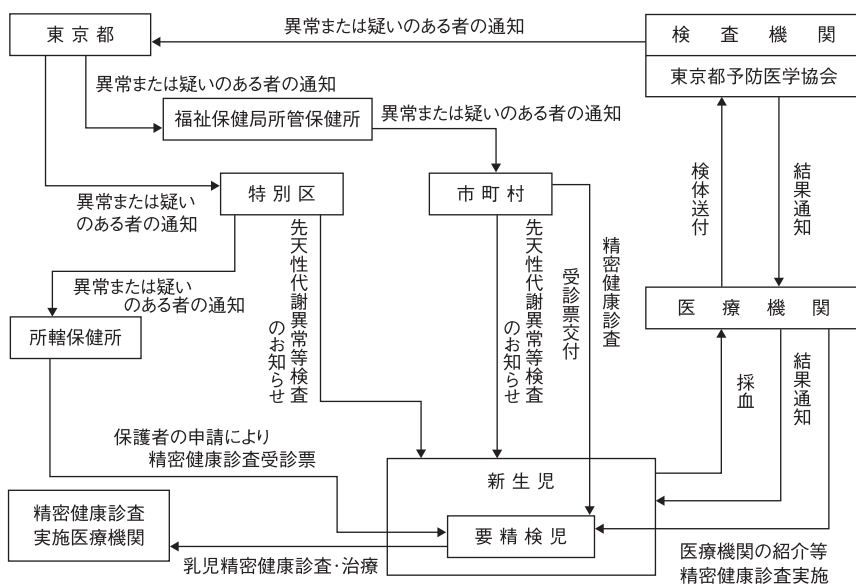 東京都
異常または疑いのある者の通知
検査機関
東京都予防医学協会
異常または疑いのある者の通知
福祉保健局所管保健所
異常または疑いのある者の通知
特別区
市町村
異常または疑い
のある者の通知
検体送付
結果通知
先天性代謝異常等検査
のお知らせ
先天性代謝異常等検査
のお知らせ
精密健康診査
受診票交付
異常または疑い
のある者の通知
医療機関
所轄保健所
採血
結果通知
保護者の申請により
精密健康診査受診票
新生児
要精検児
精密健康診査
実施医療機関
乳児精密健康診査・治療
医療機関の紹介等
精密健康診査実施